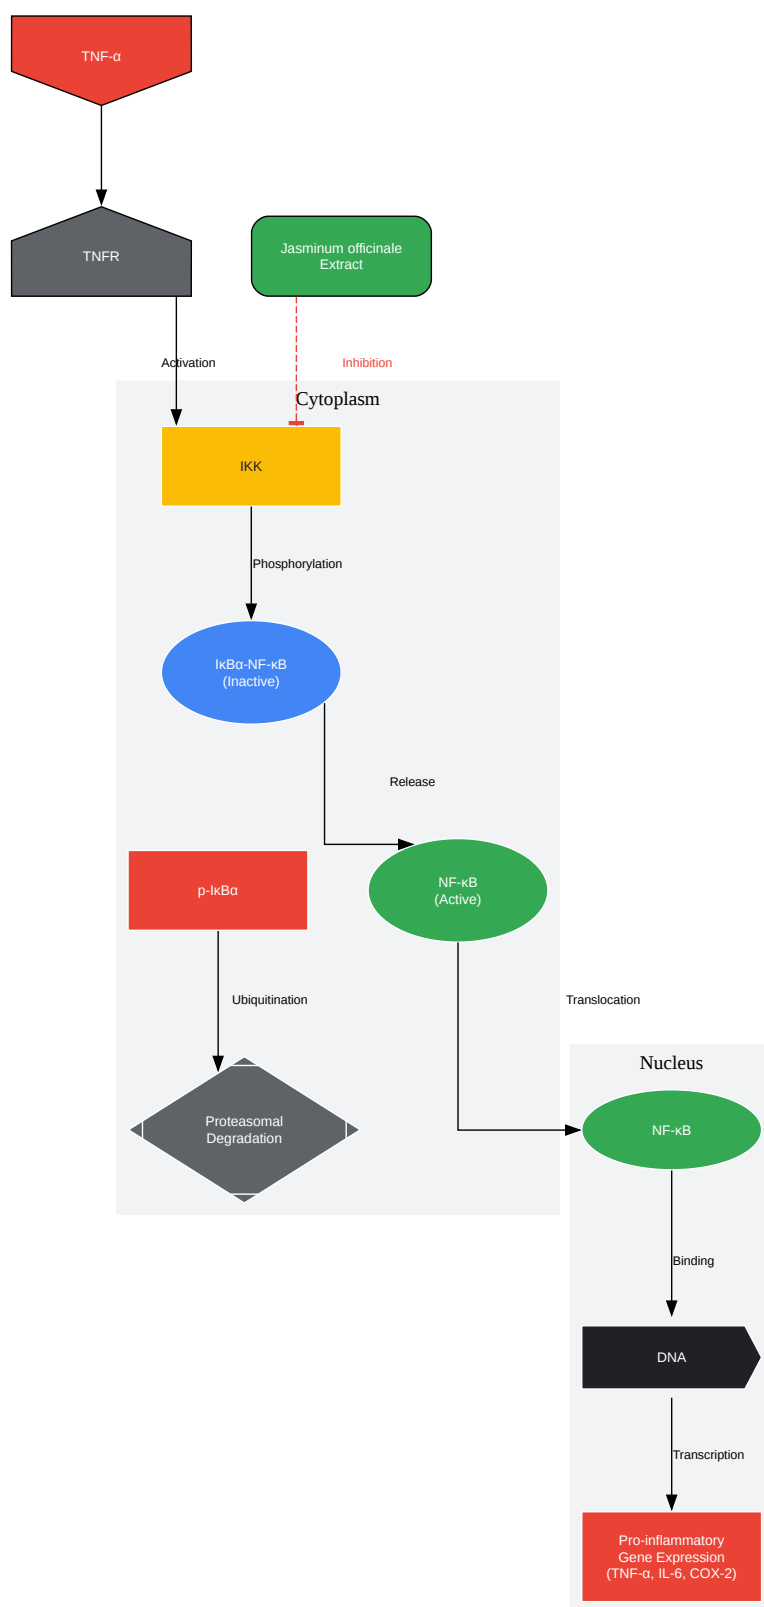 TNF-α
TNFR
Jasminum officinale
Extract
Activation
Inhibition
Cytoplasm
IKK
Phosphorylation
IκBα-NF-κB
(Inactive)
Release
p-IκBα
NF-κB
(Active)
Ubiquitination
Translocation
Nucleus
Proteasomal
Degradation
NF-κB
Binding
DNA
Transcription
Pro-inflammatory
Gene Expression
(TNF-α, IL-6, COX-2)